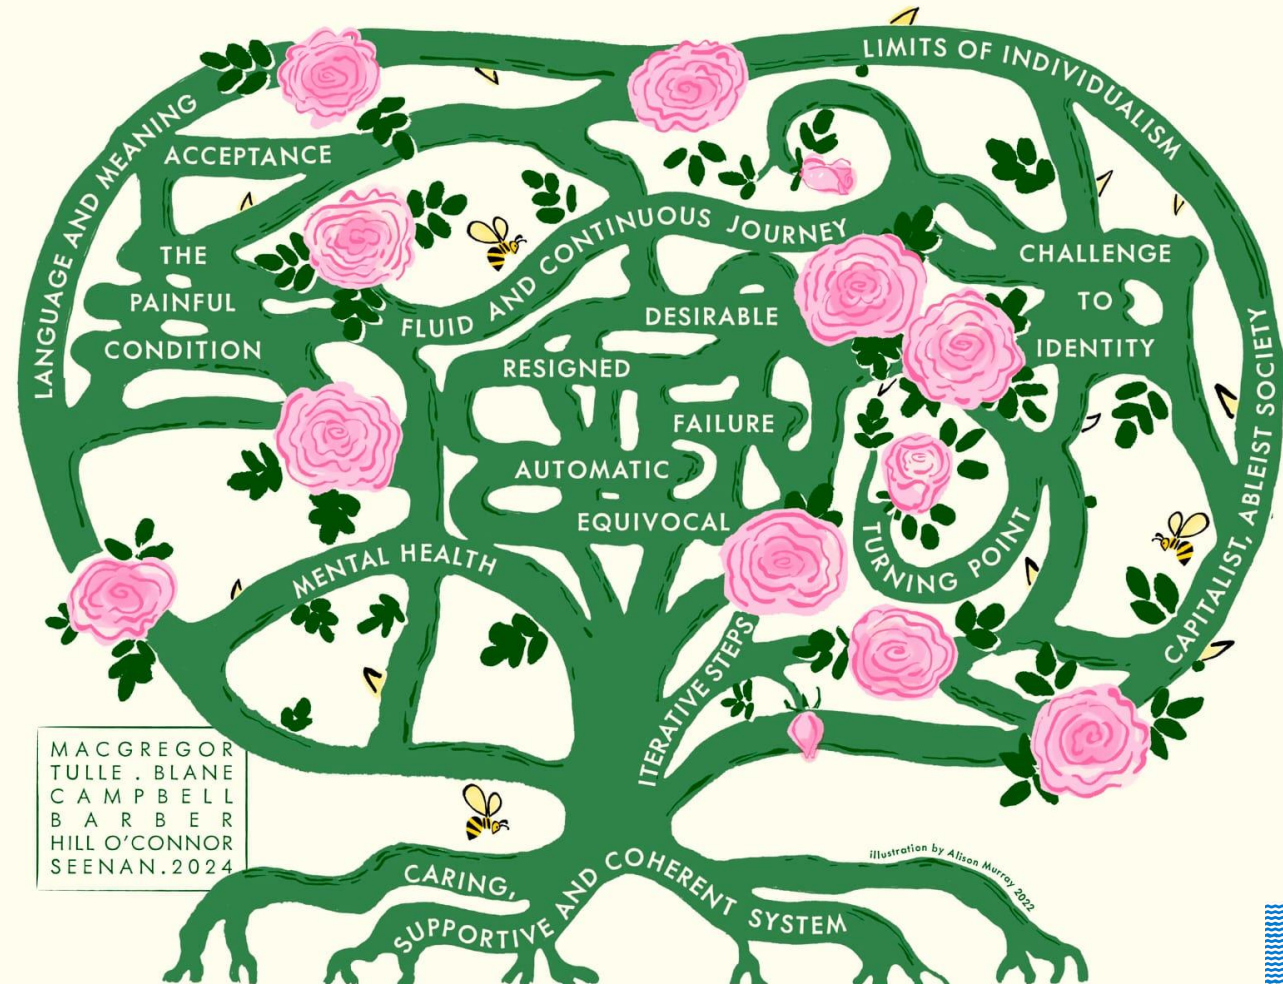 LIMITS OF INDIVIDUALISM
LANGUAGE AND MEANING
ACCEPTANCE
THE
PAINFUL
CONDITION
FLUID AND CONTINUOUS JOURNEY
CHALLENGE
TO
IDENTITY
DESIRABLE
RESIGNED
FAILURE
AUTOMATIC
EQUIVOCAL
CAPITALIST, ABLEIST SOCIETY
TURNING POINT
MENTAL HEALTH
ITERATIVE STEPS
MACGREGOR
TULLE . BLANE
CAMPBELL
BARBER
HILL O'CONNOR
SEENAN.2024
CARING,
SUPPORTIVE AND COHERENT SYSTEM
illustration by Alison Murray 2022